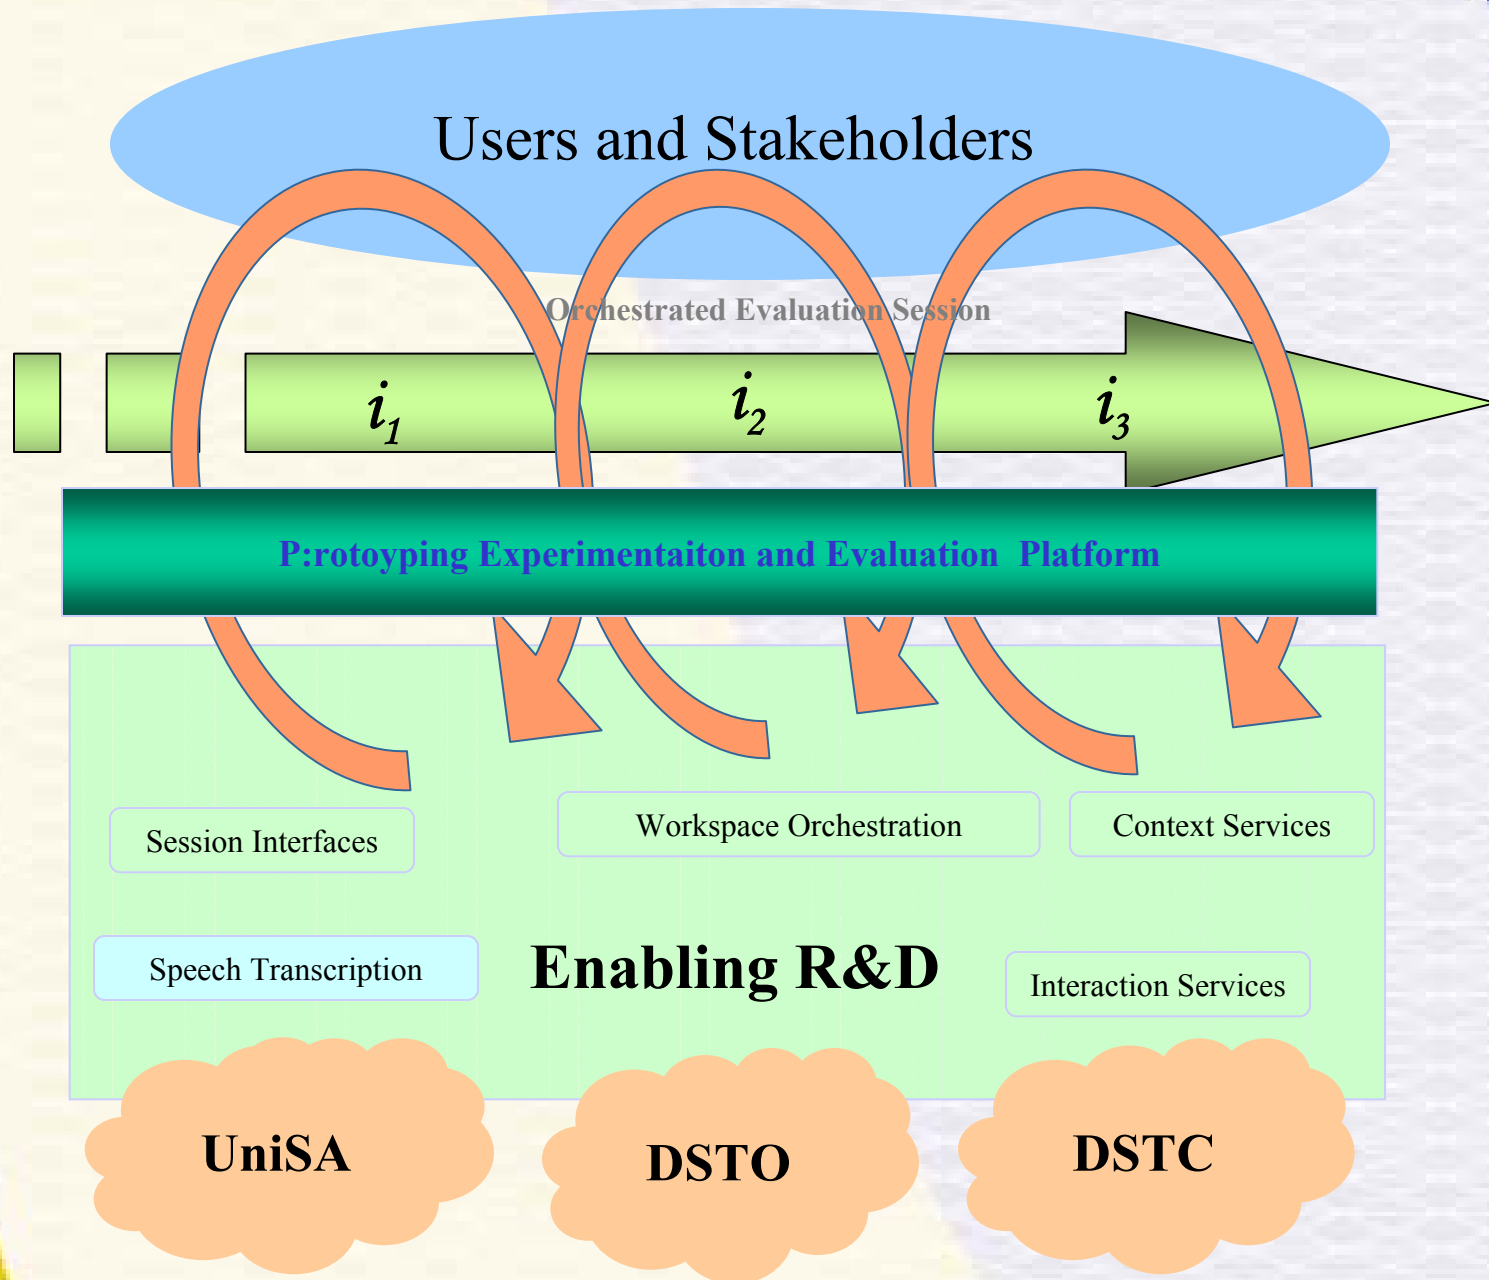 Users and Stakeholders
Orchestrated Evaluation Session
i1
i2
i3
P:rotoyping Experimentaiton and Evaluation  Platform
Session Interfaces
Workspace Orchestration
Context Services
Speech Transcription
Enabling R&D
Interaction Services
UniSA
DSTO
DSTC